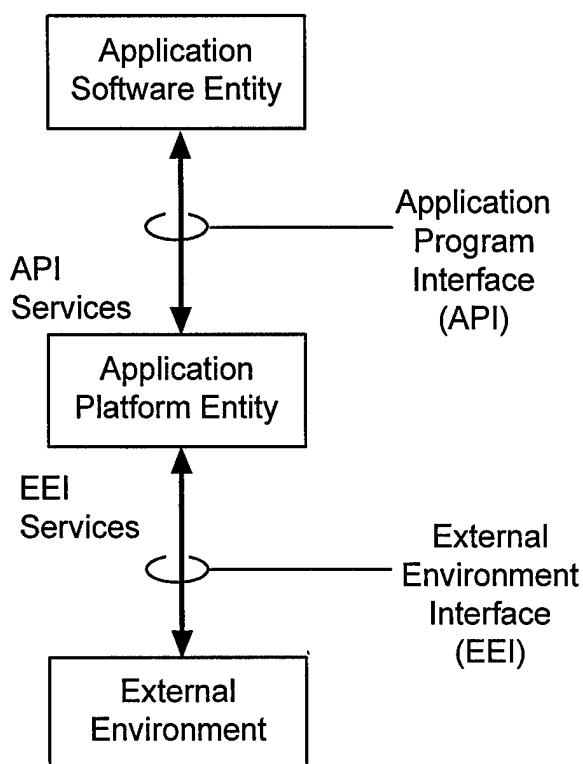 Application
Software Entity
Application
Program
Interface
(API)
API
Services
Application
Platform Entity
EEI
Services
External
Environment
Interface
(EEI)
External
Environment